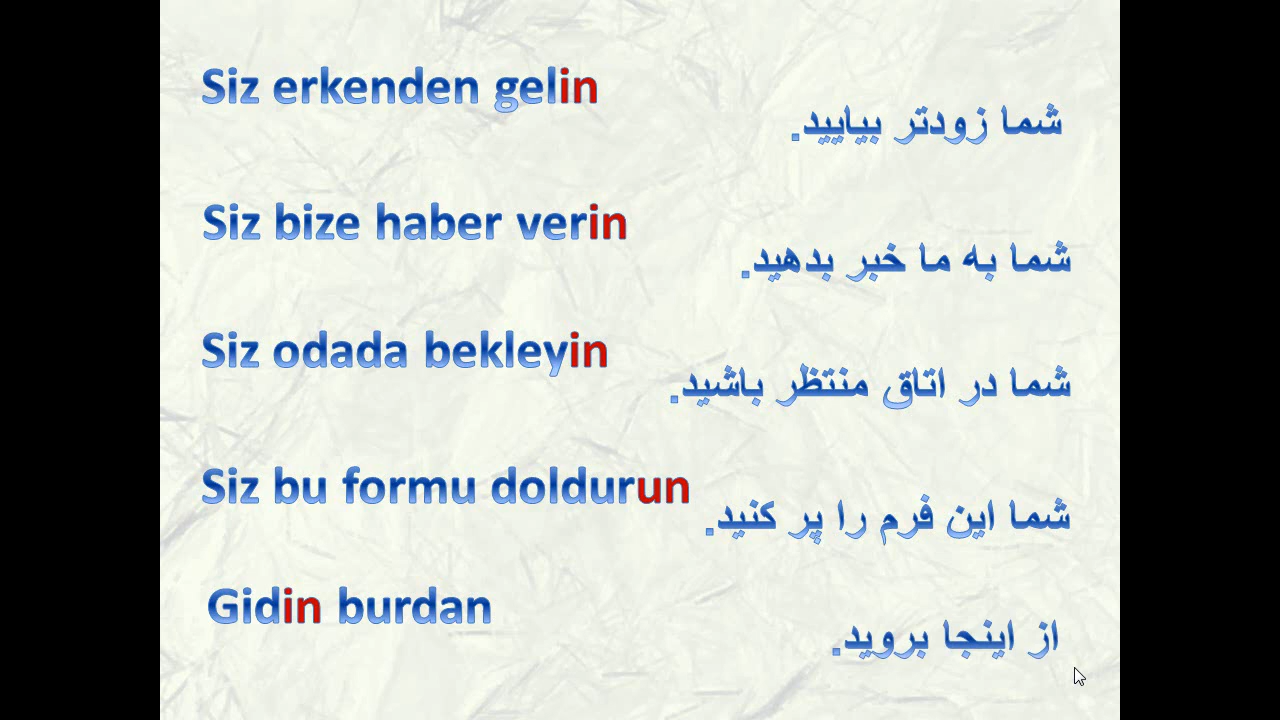 Siz erkenden gelin
شما زودتر بیایید.
Siz bize haber verin
شما به ما خبر بدهید.
Siz odada bekleyin
شما در اتاق منتظر باشید.
Siz bu formu doldurun
شما این فرم را پر کنید.
Gidin burdan
از اینجا بروید.